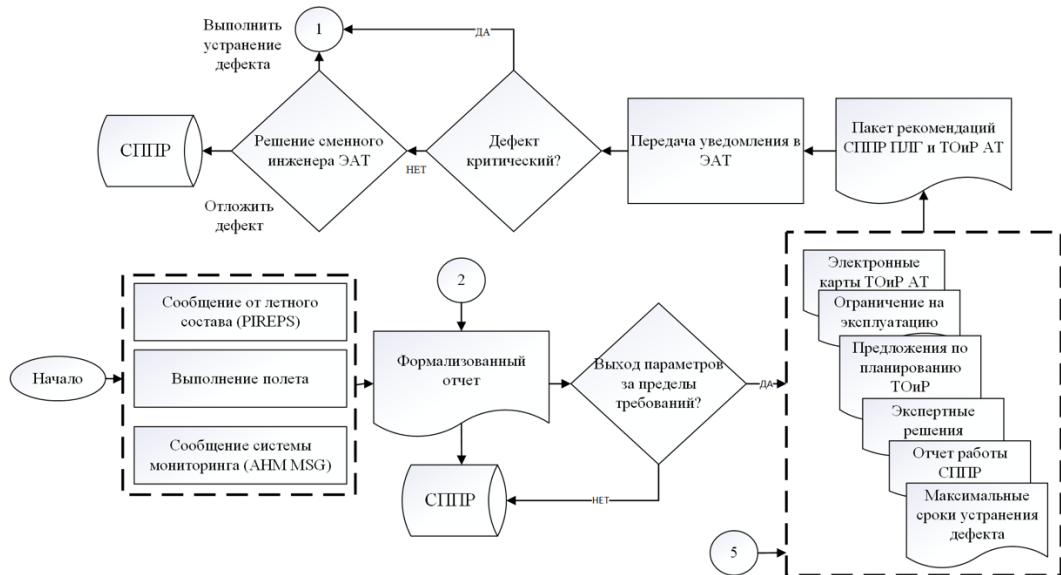 Выполнить
устранение
дефекта
1
ДА
СППР
Решение сменного
инженера ЭАТ
НЕТ
Дефект
критический?
Передача уведомления в
ЭАТ
Пакет рекомендаций
СППР ПЛГ и ТОиР АТ
Отложить
дефект
Начало
Сообщение от летного
состава (PIREPS)
Выполнение полета
Сообщение системы
мониторинга (AHM MSG)
2
Формализованный
отчет
СППР
Выход параметров
за пределы
требований?
ДА
НЕТ
Электронные
карты ТОиР АТ
Ограничение на
эксплуатацию
Предложения по
планированию
ТОиР
Экспертные
решения
Отчет работы
СППР
Максимальные
сроки устранения
дефекта
5